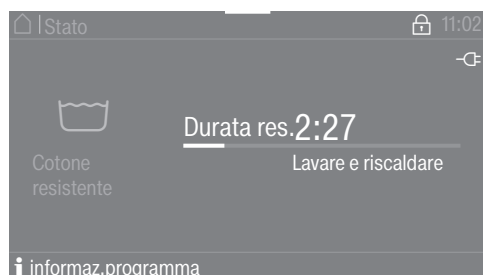 Stato
11:02
Durata res.2:27
Cotone
resistente
Lavare e riscaldare
i informaz.programma